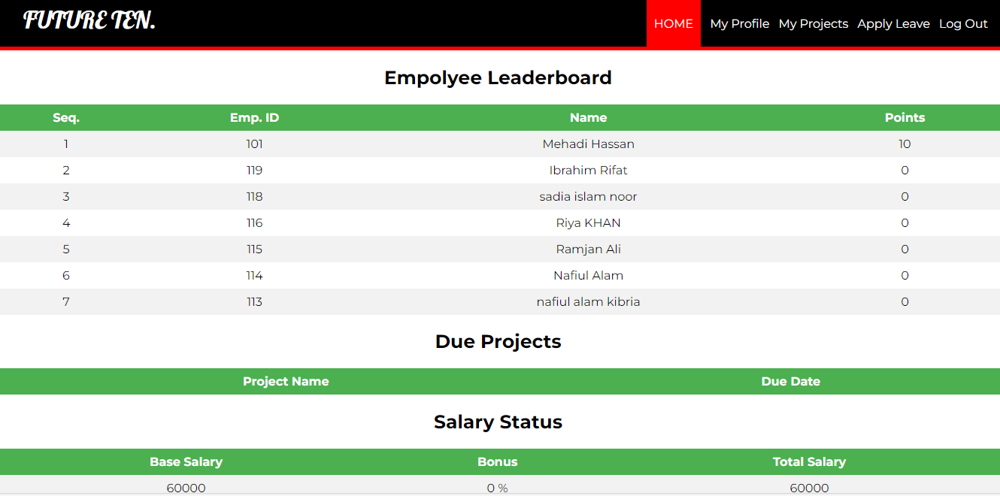 FUTURE TEN.
HOME My Profile My Projects Apply Leave Log Out
Empolyee Leaderboard
Seq. Emp. ID Name Points
1 101 Mehadi Hassan 10
2 119 Ibrahim Rifat 0
3 118 sadia islam noor 0
4 116 Riya KHAN 0
5 115 Ramjan Ali 0
6 114 Nafiul Alam 0
7 113 nafiul alam kibria 0
Due Projects
Project Name Due Date
Salary Status
Base Salary Bonus Total Salary
60000 0 % 60000